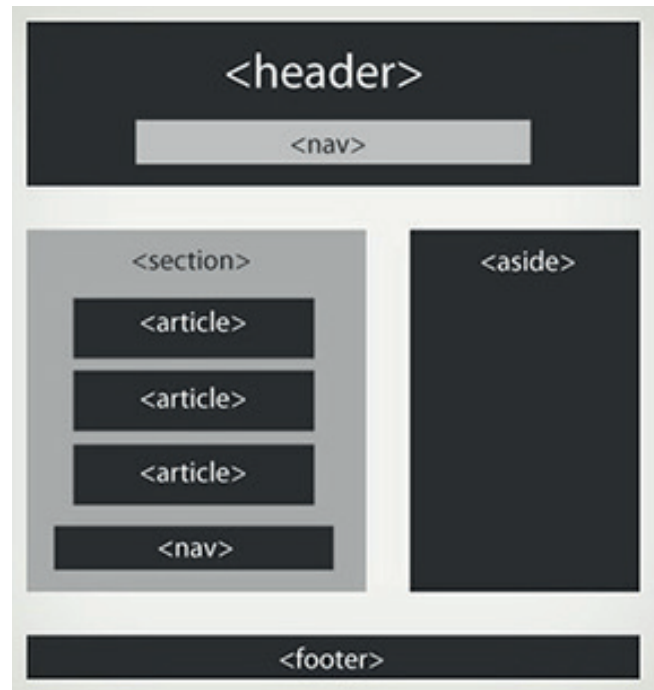 <header>
<nav>
<section>
<aside>
<article>
<article>
<article>
<nav>
<footer>